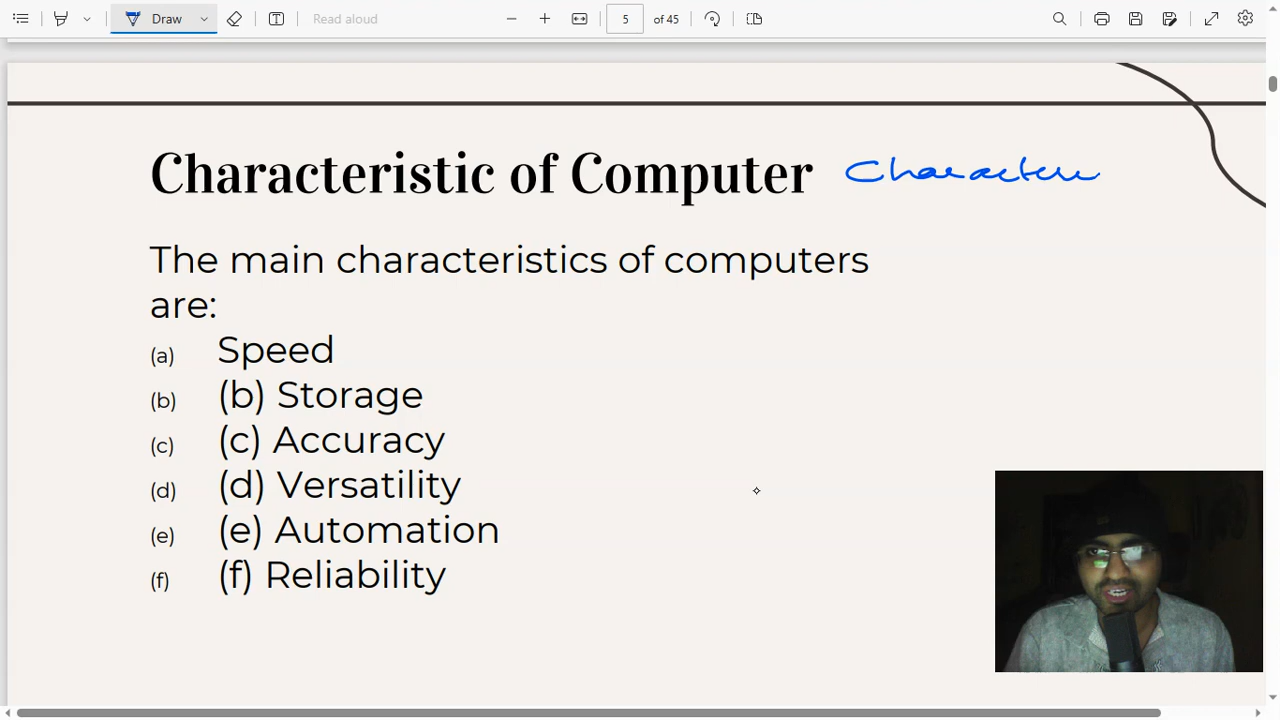 Draw
Read aloud
5 of 45
Characteristic of Computer
The main characteristics of computers
are:
(a) Speed
(b) (b) Storage
(c) (c) Accuracy
(d) (d) Versatility
(e) (e) Automation
(f) (f) Reliability